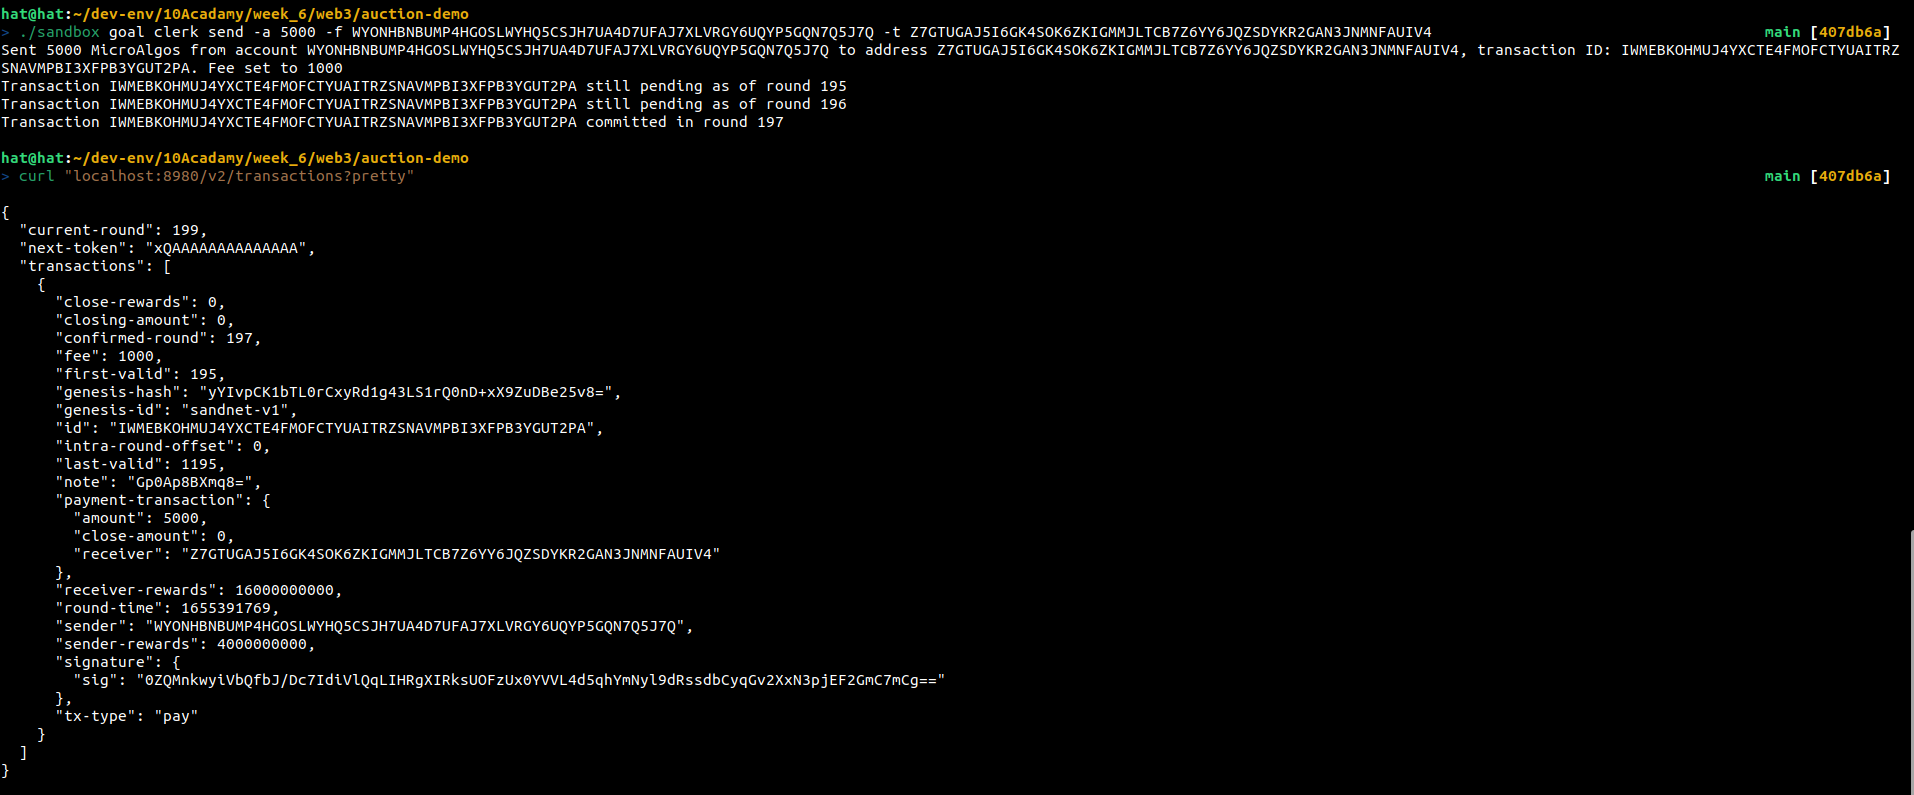 hat@hat:~/dev-env/10Acadamy/week_6/web3/auction-demo
> ./sandbox goal clerk send -a 5000 -f WYONHBNBUMP4HGOSLWYHQ5CSJH7UA4D7UFAJ7XLVRGY6UQYP5GQN7Q5J7Q -t Z7GTUGAJ5I6GK4SOK6ZKIGMMJLTCB7Z6YY6JQZSDYKR2GAN3JNMNFAUIV4 main [407db6a]
Sent 5000 MicroAlgos from account WYONHBNBUMP4HGOSLWYHQ5CSJH7UA4D7UFAJ7XLVRGY6UQYP5GQN7Q5J7Q to address Z7GTUGAJ5I6GK4SOK6ZKIGMMJLTCB7Z6YY6JQZSDYKR2GAN3JNMNFAUIV4, transaction ID: IWMEBKOHMUJ4YXCTE4FMOFCTYUAITRZ
SNAVMPBI3XFPB3YGUT2PA. Fee set to 1000
Transaction IWMEBKOHMUJ4YXCTE4FMOFCTYUAITRZSNAVMPBI3XFPB3YGUT2PA still pending as of round 195
Transaction IWMEBKOHMUJ4YXCTE4FMOFCTYUAITRZSNAVMPBI3XFPB3YGUT2PA still pending as of round 196
Transaction IWMEBKOHMUJ4YXCTE4FMOFCTYUAITRZSNAVMPBI3XFPB3YGUT2PA committed in round 197
hat@hat:~/dev-env/10Acadamy/week_6/web3/auction-demo
> curl "localhost:8980/v2/transactions?pretty" main [407db6a]
{
  "current-round": 199,
  "next-token": "xQAAAAAAAAAAAAAA",
  "transactions": [
    {
      "close-rewards": 0,
      "closing-amount": 0,
      "confirmed-round": 197,
      "fee": 1000,
      "first-valid": 195,
      "genesis-hash": "yYIvpCK1bTL0rCxyRd1g43LS1rQ0nD+xX9ZuDBe25v8=",
      "genesis-id": "sandnet-v1",
      "id": "IWMEBKOHMUJ4YXCTE4FMOFCTYUAITRZSNAVMPBI3XFPB3YGUT2PA",
      "intra-round-offset": 0,
      "last-valid": 1195,
      "note": "Gp0Ap8BXmq8=",
      "payment-transaction": {
        "amount": 5000,
        "close-amount": 0,
        "receiver": "Z7GTUGAJ5I6GK4SOK6ZKIGMMJLTCB7Z6YY6JQZSDYKR2GAN3JNMNFAUIV4"
      },
      "receiver-rewards": 16000000000,
      "round-time": 1655391769,
      "sender": "WYONHBNBUMP4HGOSLWYHQ5CSJH7UA4D7UFAJ7XLVRGY6UQYP5GQN7Q5J7Q",
      "sender-rewards": 4000000000,
      "signature": {
        "sig": "0ZQMnkwyiVbQfbJ/Dc7IdiVlQqLIHRgXIRksUOFzUx0YVVL4d5qhYmNyl9dRssdbCyqGv2XxN3pjEF2GmC7mCg=="
      },
      "tx-type": "pay"
    }
  ]
}